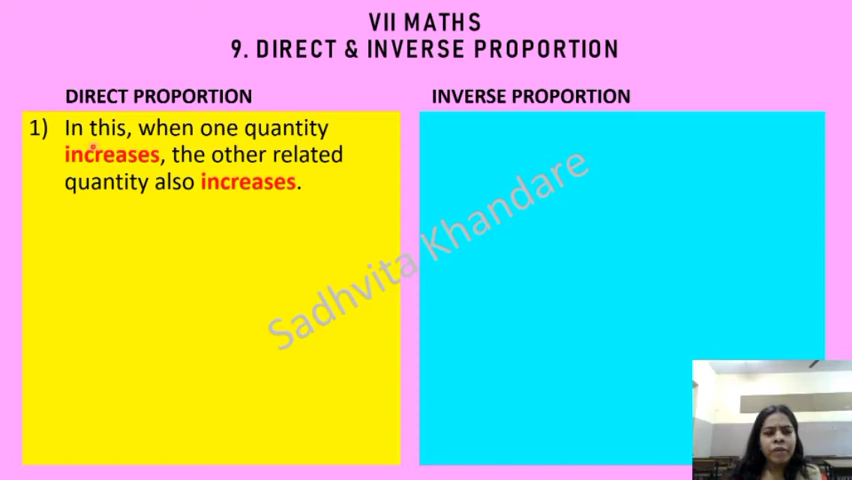 VII MATHS
9. DIRECT & INVERSE PROPORTION
DIRECT PROPORTION
1) In this, when one quantity
increases, the other related
quantity also increases.
INVERSE PROPORTION
Sadhvita Khandare